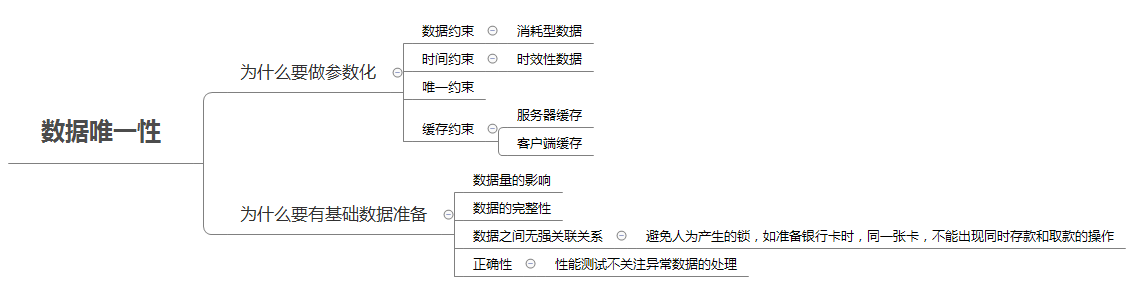 数据唯一性
为什么要做参数化
数据约束
消耗型数据
时间约束
时效性数据
唯一约束
缓存约束
服务器缓存
客户端缓存
为什么要有基础数据准备
数据量的影响
数据的完整性
数据之间无强关联关系
避免人为产生的锁，如准备银行卡时，同一张卡，不能出现同时存款和取款的操作
正确性
性能测试不关注异常数据的处理